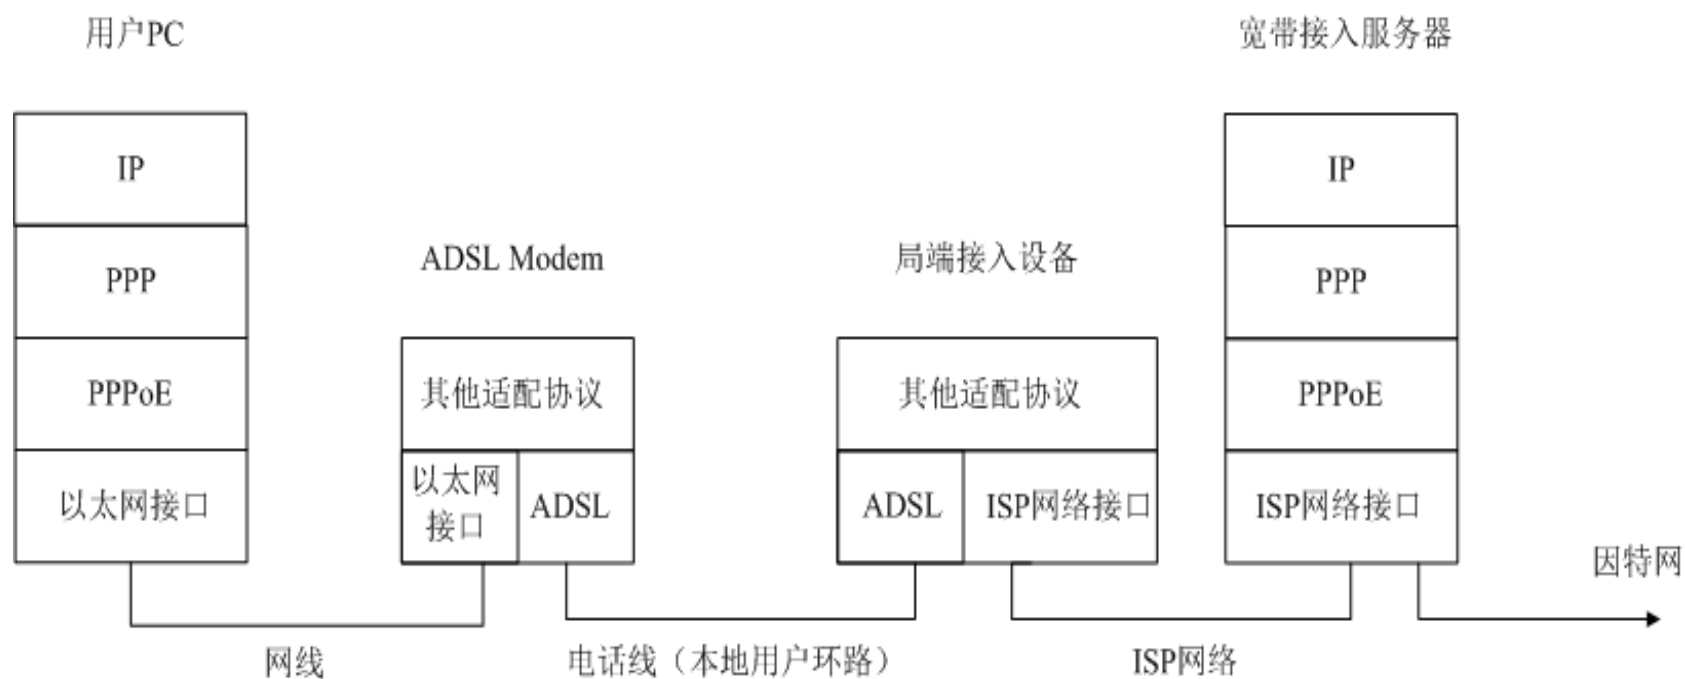 用户PC
宽带接入服务器
IP
IP
PPP
ADSL Modem
局端接入设备
PPP
PPPoE
其他适配协议
其他适配协议
PPPoE
以太网接口
以太网
接口
ADSL
ADSL
ISP网络接口
ISP网络接口
因特网
网线
电话线（本地用户环路）
ISP网络